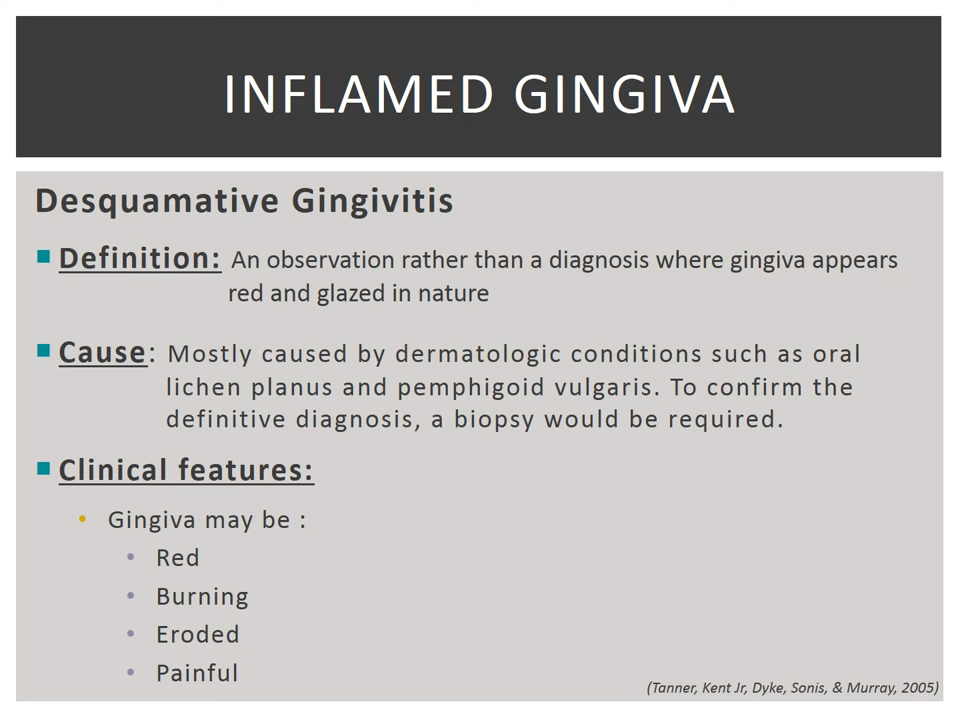 INFLAMED GINGIVA
Desquamative Gingivitis
Definition: An observation rather than a diagnosis where gingiva appears
red and glazed in nature
Cause: Mostly caused by dermatologic conditions such as oral
lichen planus and pemphigoid vulgaris. To confirm the
definitive diagnosis, a biopsy would be required.
Clinical features:
• Gingiva may be :
• Red
• Burning
• Eroded
• Painful
(Tanner, Kent Jr, Dyke, Sonis, & Murray, 2005)